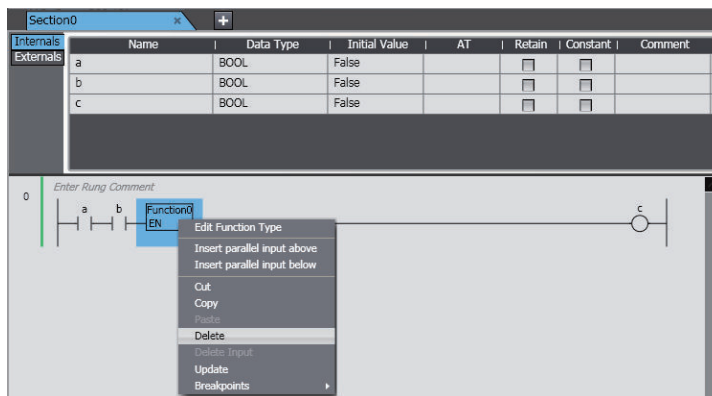 Section0 × +
Internals Name Data Type Initial Value AT Retain Constant Comment
Externals
a BOOL False
b BOOL False
c BOOL False
Enter Rung Comment
0
a b Function0 c
EN
Edit Function Type
Insert parallel input above
Insert parallel input below
Cut
Copy
Paste
Delete
Delete Input
Update
Breakpoints